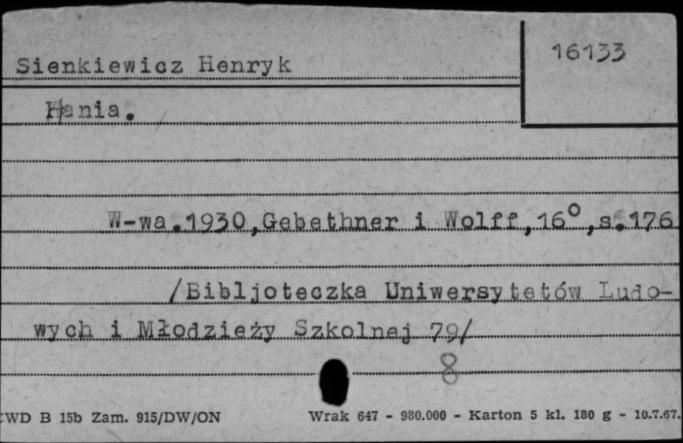 16133
Sienkiewicz Henryk
Hania.
W-wa.1930,Gebethner i Wolff,16°,s.176
/Bibljoteczka Uniwersytetów Ludo-
wych i Młodzieży Szkolnej 79/
8
CWD B 15b Zam. 915/DW/ON Wrak 647 - 980.000 - Karton 5 kl. 180 g - 10.7.67.